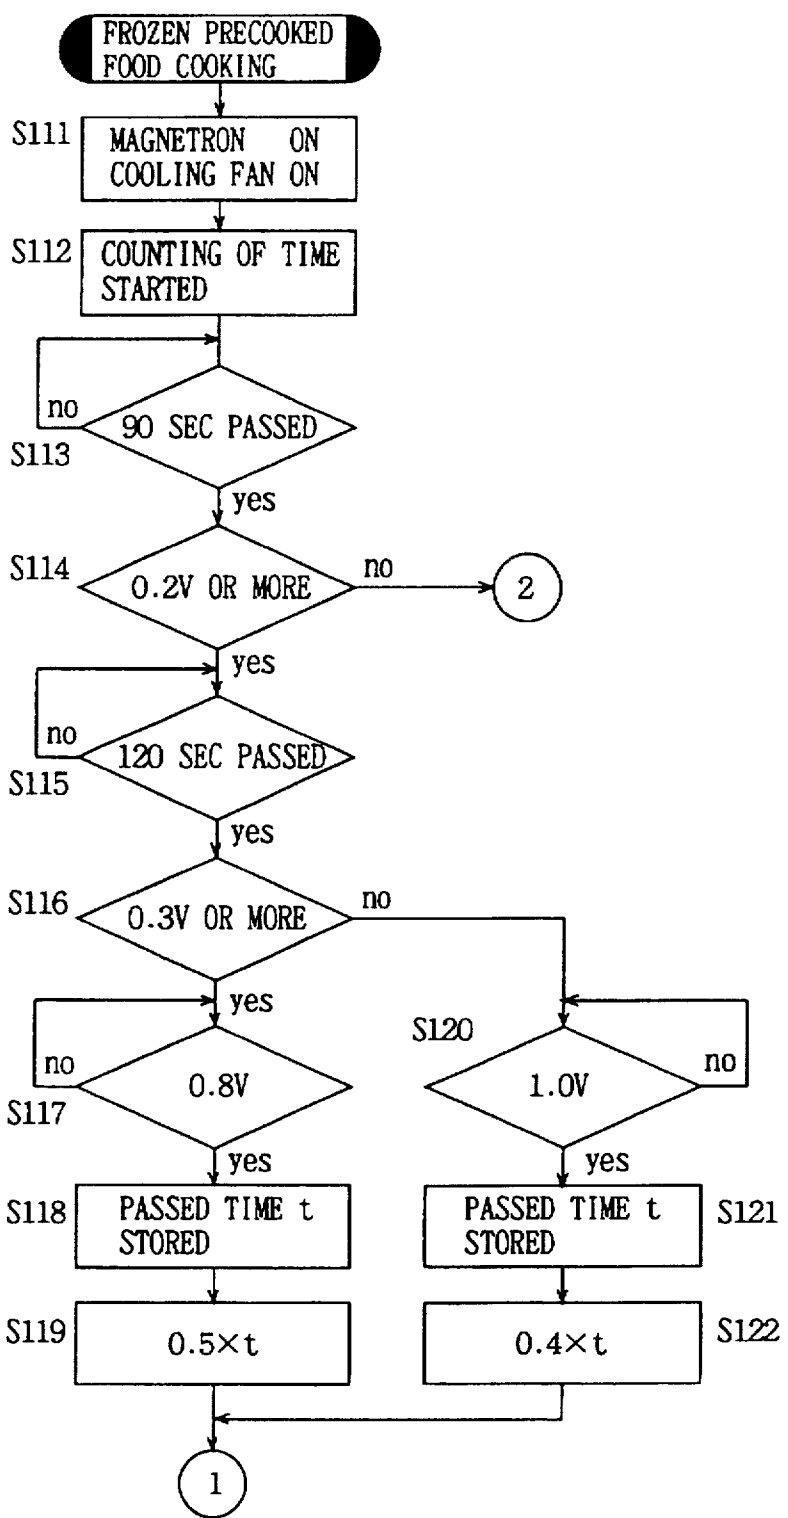 FROZEN PRECOOKED
FOOD COOKING
S111
MAGNETRON ON
COOLING FAN ON
S112
COUNTING OF TIME
STARTED
no
90 SEC PASSED
S113
yes
S114
0.2V OR MORE
no
2
yes
no
120 SEC PASSED
S115
yes
S116
0.3V OR MORE
no
yes
no
0.8V
S117
yes
S118
PASSED TIME t
STORED
S119
0.5×t
S120
1.0V
no
yes
PASSED TIME t
STORED
S121
0.4×t
S122
1